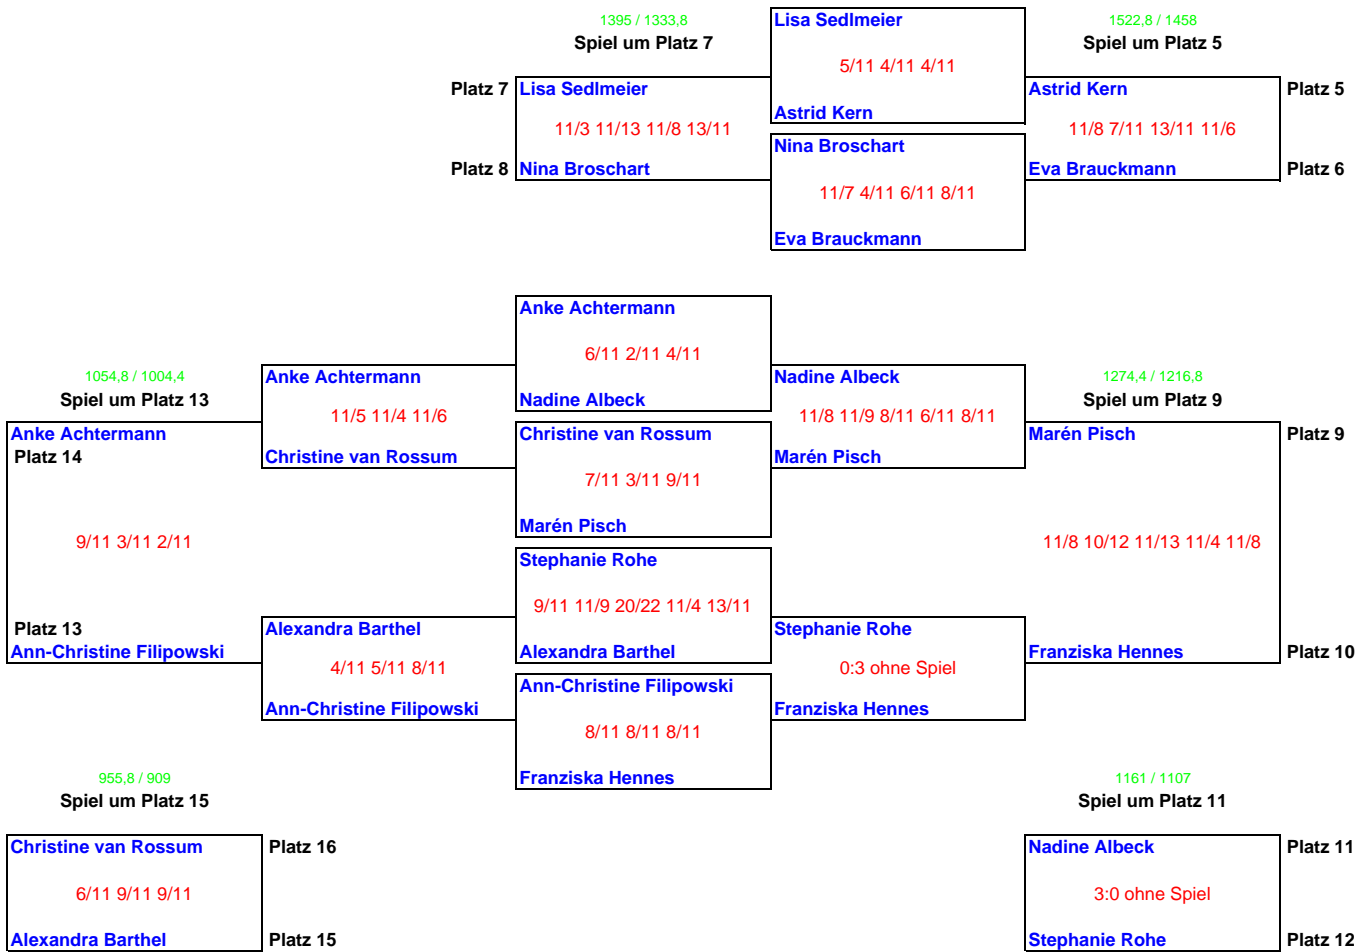 1395 / 1333,8 Lisa Sedlmeier 1522,8 / 1458
Spiel um Platz 7 Spiel um Platz 5
5/11 4/11 4/11
Platz 7 Lisa Sedlmeier Astrid Kern Platz 5
Astrid Kern
11/3 11/13 11/8 13/11 11/8 7/11 13/11 11/6
Nina Broschart
Platz 8 Nina Broschart Eva Brauckmann Platz 6
11/7 4/11 6/11 8/11
Eva Brauckmann
Anke Achtermann
6/11 2/11 4/11
1054,8 / 1004,4 Anke Achtermann Nadine Albeck 1274,4 / 1216,8
Spiel um Platz 13 Nadine Albeck Spiel um Platz 9
11/5 11/4 11/6 11/8 11/9 8/11 6/11 8/11
Anke Achtermann Christine van Rossum Marén Pisch Platz 9
Platz 14 Christine van Rossum Marén Pisch
7/11 3/11 9/11
Marén Pisch
9/11 3/11 2/11 11/8 10/12 11/13 11/4 11/8
Stephanie Rohe
9/11 11/9 20/22 11/4 13/11
Platz 13 Alexandra Barthel Stephanie Rohe
Ann-Christine Filipowski Alexandra Barthel Franziska Hennes Platz 10
4/11 5/11 8/11 0:3 ohne Spiel
Ann-Christine Filipowski
Ann-Christine Filipowski Franziska Hennes
8/11 8/11 8/11
955,8 / 909 Franziska Hennes 1161 / 1107
Spiel um Platz 15 Spiel um Platz 11
Christine van Rossum Platz 16 Nadine Albeck Platz 11
6/11 9/11 9/11 3:0 ohne Spiel
Alexandra Barthel Platz 15 Stephanie Rohe Platz 12